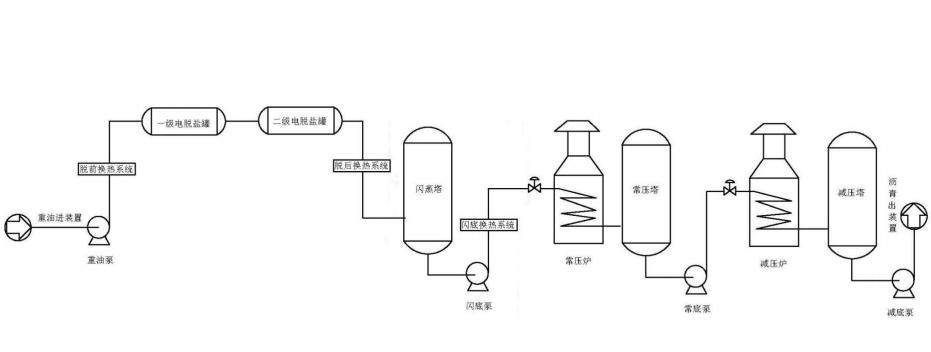 一级电脱盐罐
二级电脱盐罐
脱前换热系统
脱后换热系统
重油进装置
重油泵
闪蒸塔
闪底换热系统
闪底泵
常压炉
常压塔
常底泵
减压炉
减压塔
沥青出装置
减底泵